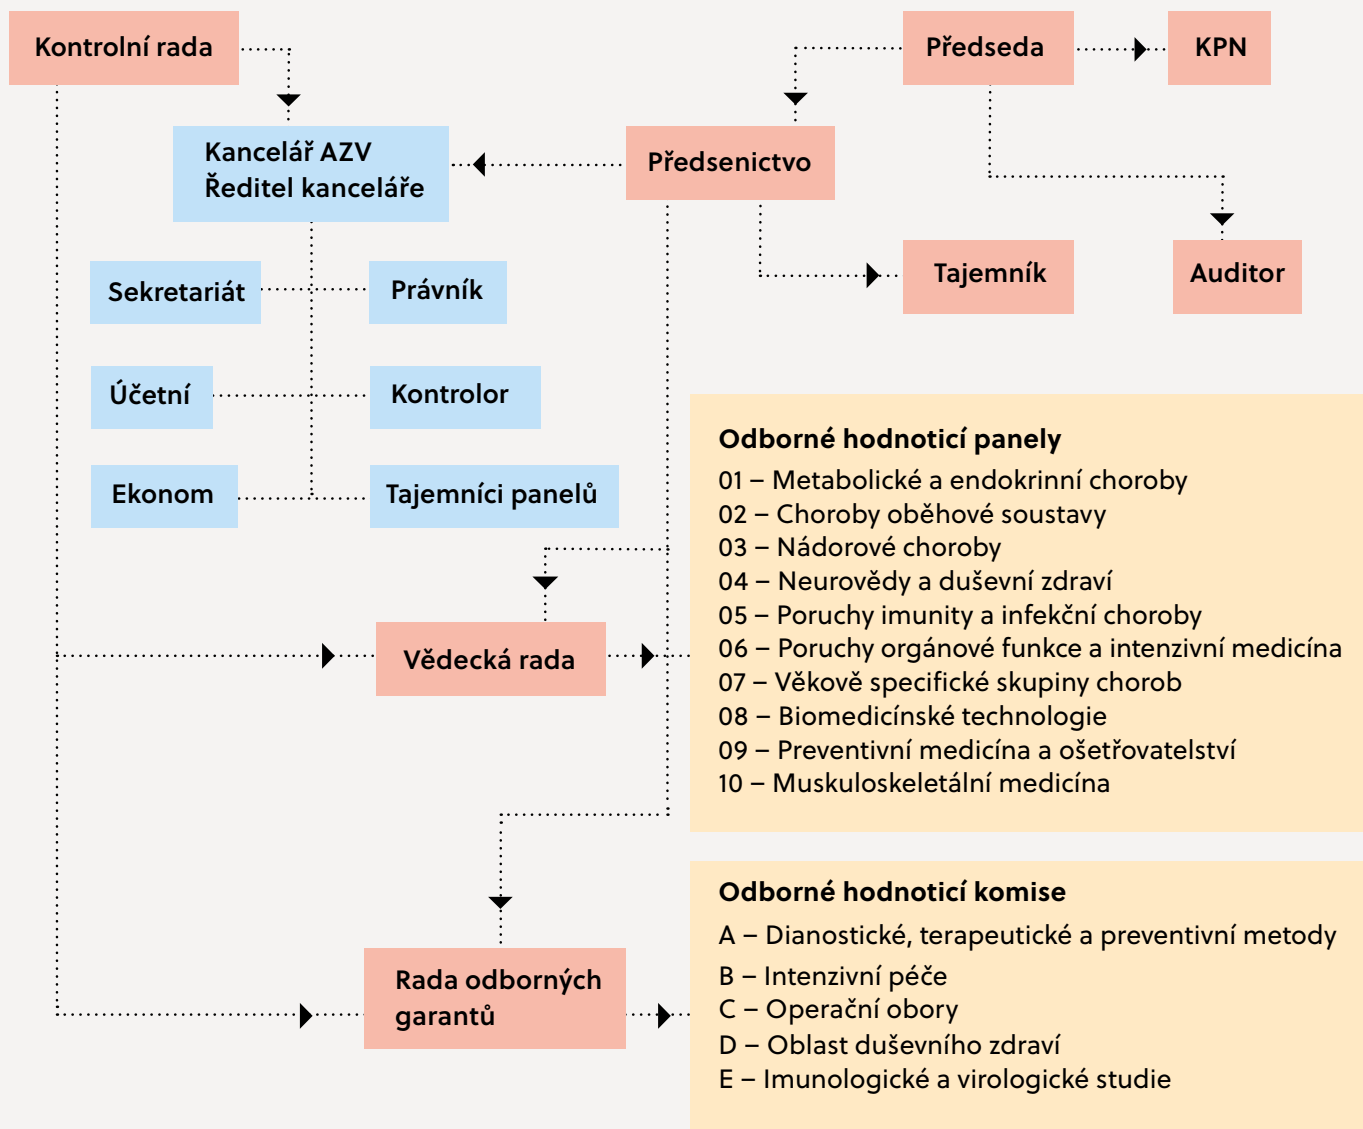 Kontrolní rada
Předseda
KPN
Kancelář AZV
Ředitel kanceláře
Předsenictvo
Sekretariát
Právník
Tajemník
Auditor
Účetní
Kontrolor
Ekonom
Tajemníci panelů
Odborné hodnoticí panely
01 – Metabolické a endokrinní choroby
02 – Choroby oběhové soustavy
03 – Nádorové choroby
04 – Neurovědy a duševní zdraví
05 – Poruchy imunity a infekční choroby
06 – Poruchy orgánové funkce a intenzivní medicína
07 – Věkově specifické skupiny chorob
08 – Biomedicínské technologie
09 – Preventivní medicína a ošetřovatelství
10 – Muskuloskeletální medicína
Vědecká rada
Odborné hodnoticí komise
A – Dianostické, terapeutické a preventivní metody
B – Intenzivní péče
C – Operační obory
D – Oblast duševního zdraví
E – Imunologické a virologické studie
Rada odborných
garantů